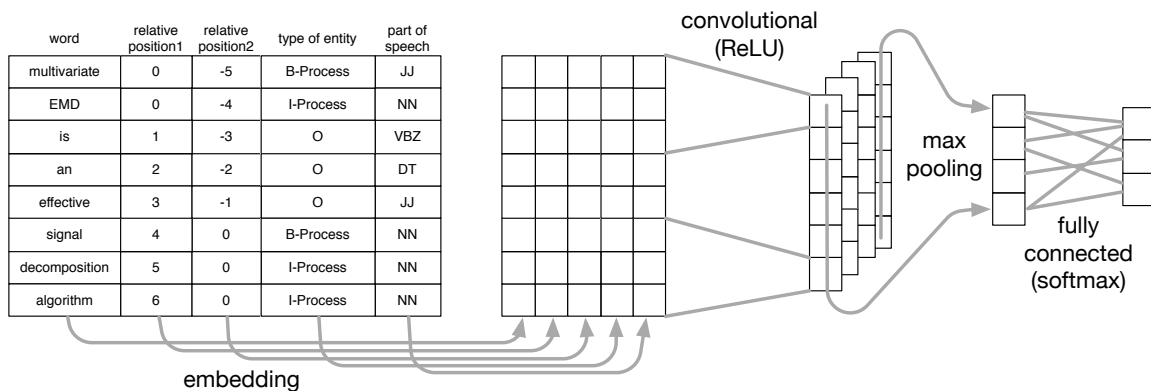 word relative position1 relative position2 type of entity part of speech
multivariate 0 -5 B-Process JJ
EMD 0 -4 I-Process NN
is 1 -3 O VBZ
an 2 -2 O DT
effective 3 -1 O JJ
signal 4 0 B-Process NN
decomposition 5 0 I-Process NN
algorithm 6 0 I-Process NN
embedding
convolutional
(ReLU)
max
pooling
fully
connected
(softmax)